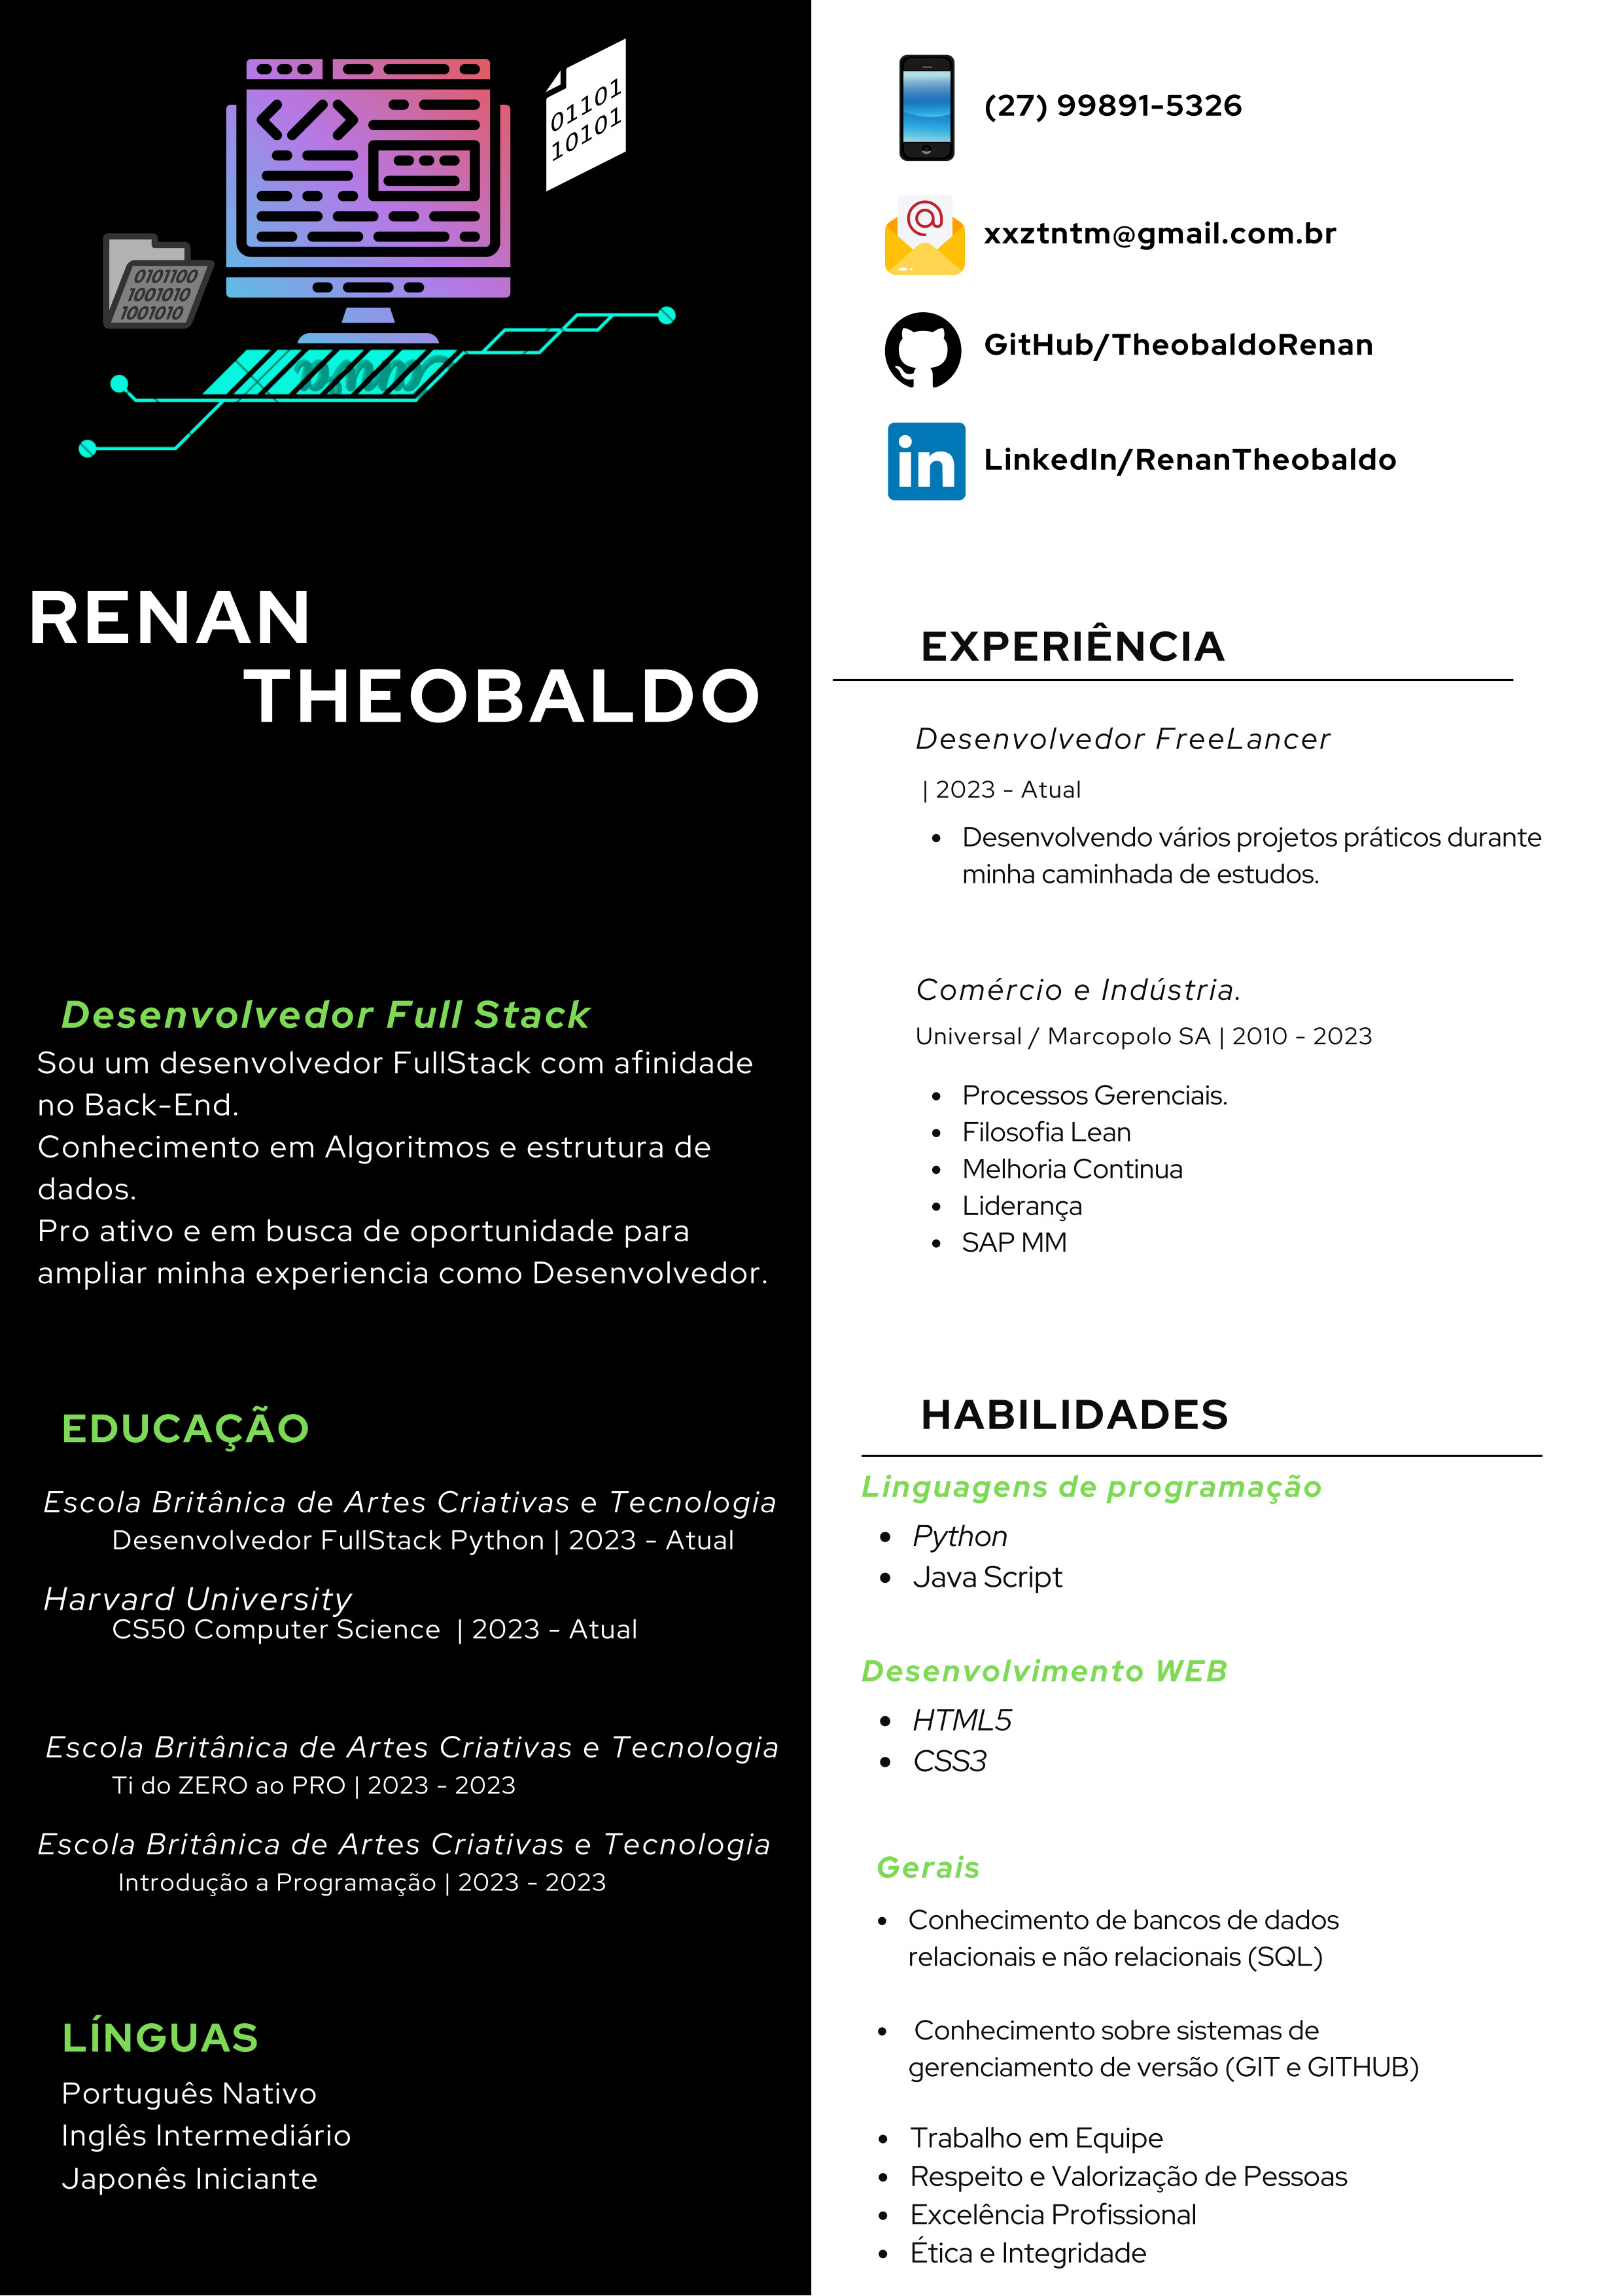 01101
10101
0101100
1001010
1001010
RENAN
THEOBALDO
Desenvolvedor Full Stack
Sou um desenvolvedor FullStack com afinidade
no Back-End.
Conhecimento em Algoritmos e estrutura de
dados.
Pro ativo e em busca de oportunidade para
ampliar minha experiencia como Desenvolvedor.
EDUCAÇÃO
Escola Britânica de Artes Criativas e Tecnologia
Desenvolvedor FullStack Python | 2023 - Atual
Harvard University
CS50 Computer Science | 2023 - Atual
Escola Britânica de Artes Criativas e Tecnologia
Ti do ZERO ao PRO | 2023 - 2023
Escola Britânica de Artes Criativas e Tecnologia
Introdução a Programação | 2023 - 2023
LÍNGUAS
Português Nativo
Inglês Intermediário
Japonês Iniciante
(27) 99891-5326
xxztntm@gmail.com.br
GitHub/TheobaldoRenan
in
LinkedIn/RenanTheobaldo
EXPERIÊNCIA
Desenvolvedor FreeLancer
| 2023 - Atual
• Desenvolvendo vários projetos práticos durante
minha caminhada de estudos.
Comércio e Indústria.
Universal / Marcopolo SA | 2010 - 2023
• Processos Gerenciais.
• Filosofia Lean
• Melhoria Continua
• Liderança
• SAP MM
HABILIDADES
Linguagens de programação
• Python
• Java Script
Desenvolvimento WEB
• HTML5
• CSS3
Gerais
• Conhecimento de bancos de dados
relacionais e não relacionais (SQL)
• Conhecimento sobre sistemas de
gerenciamento de versão (GIT e GITHUB)
• Trabalho em Equipe
• Respeito e Valorização de Pessoas
• Excelência Profissional
• Ética e Integridade